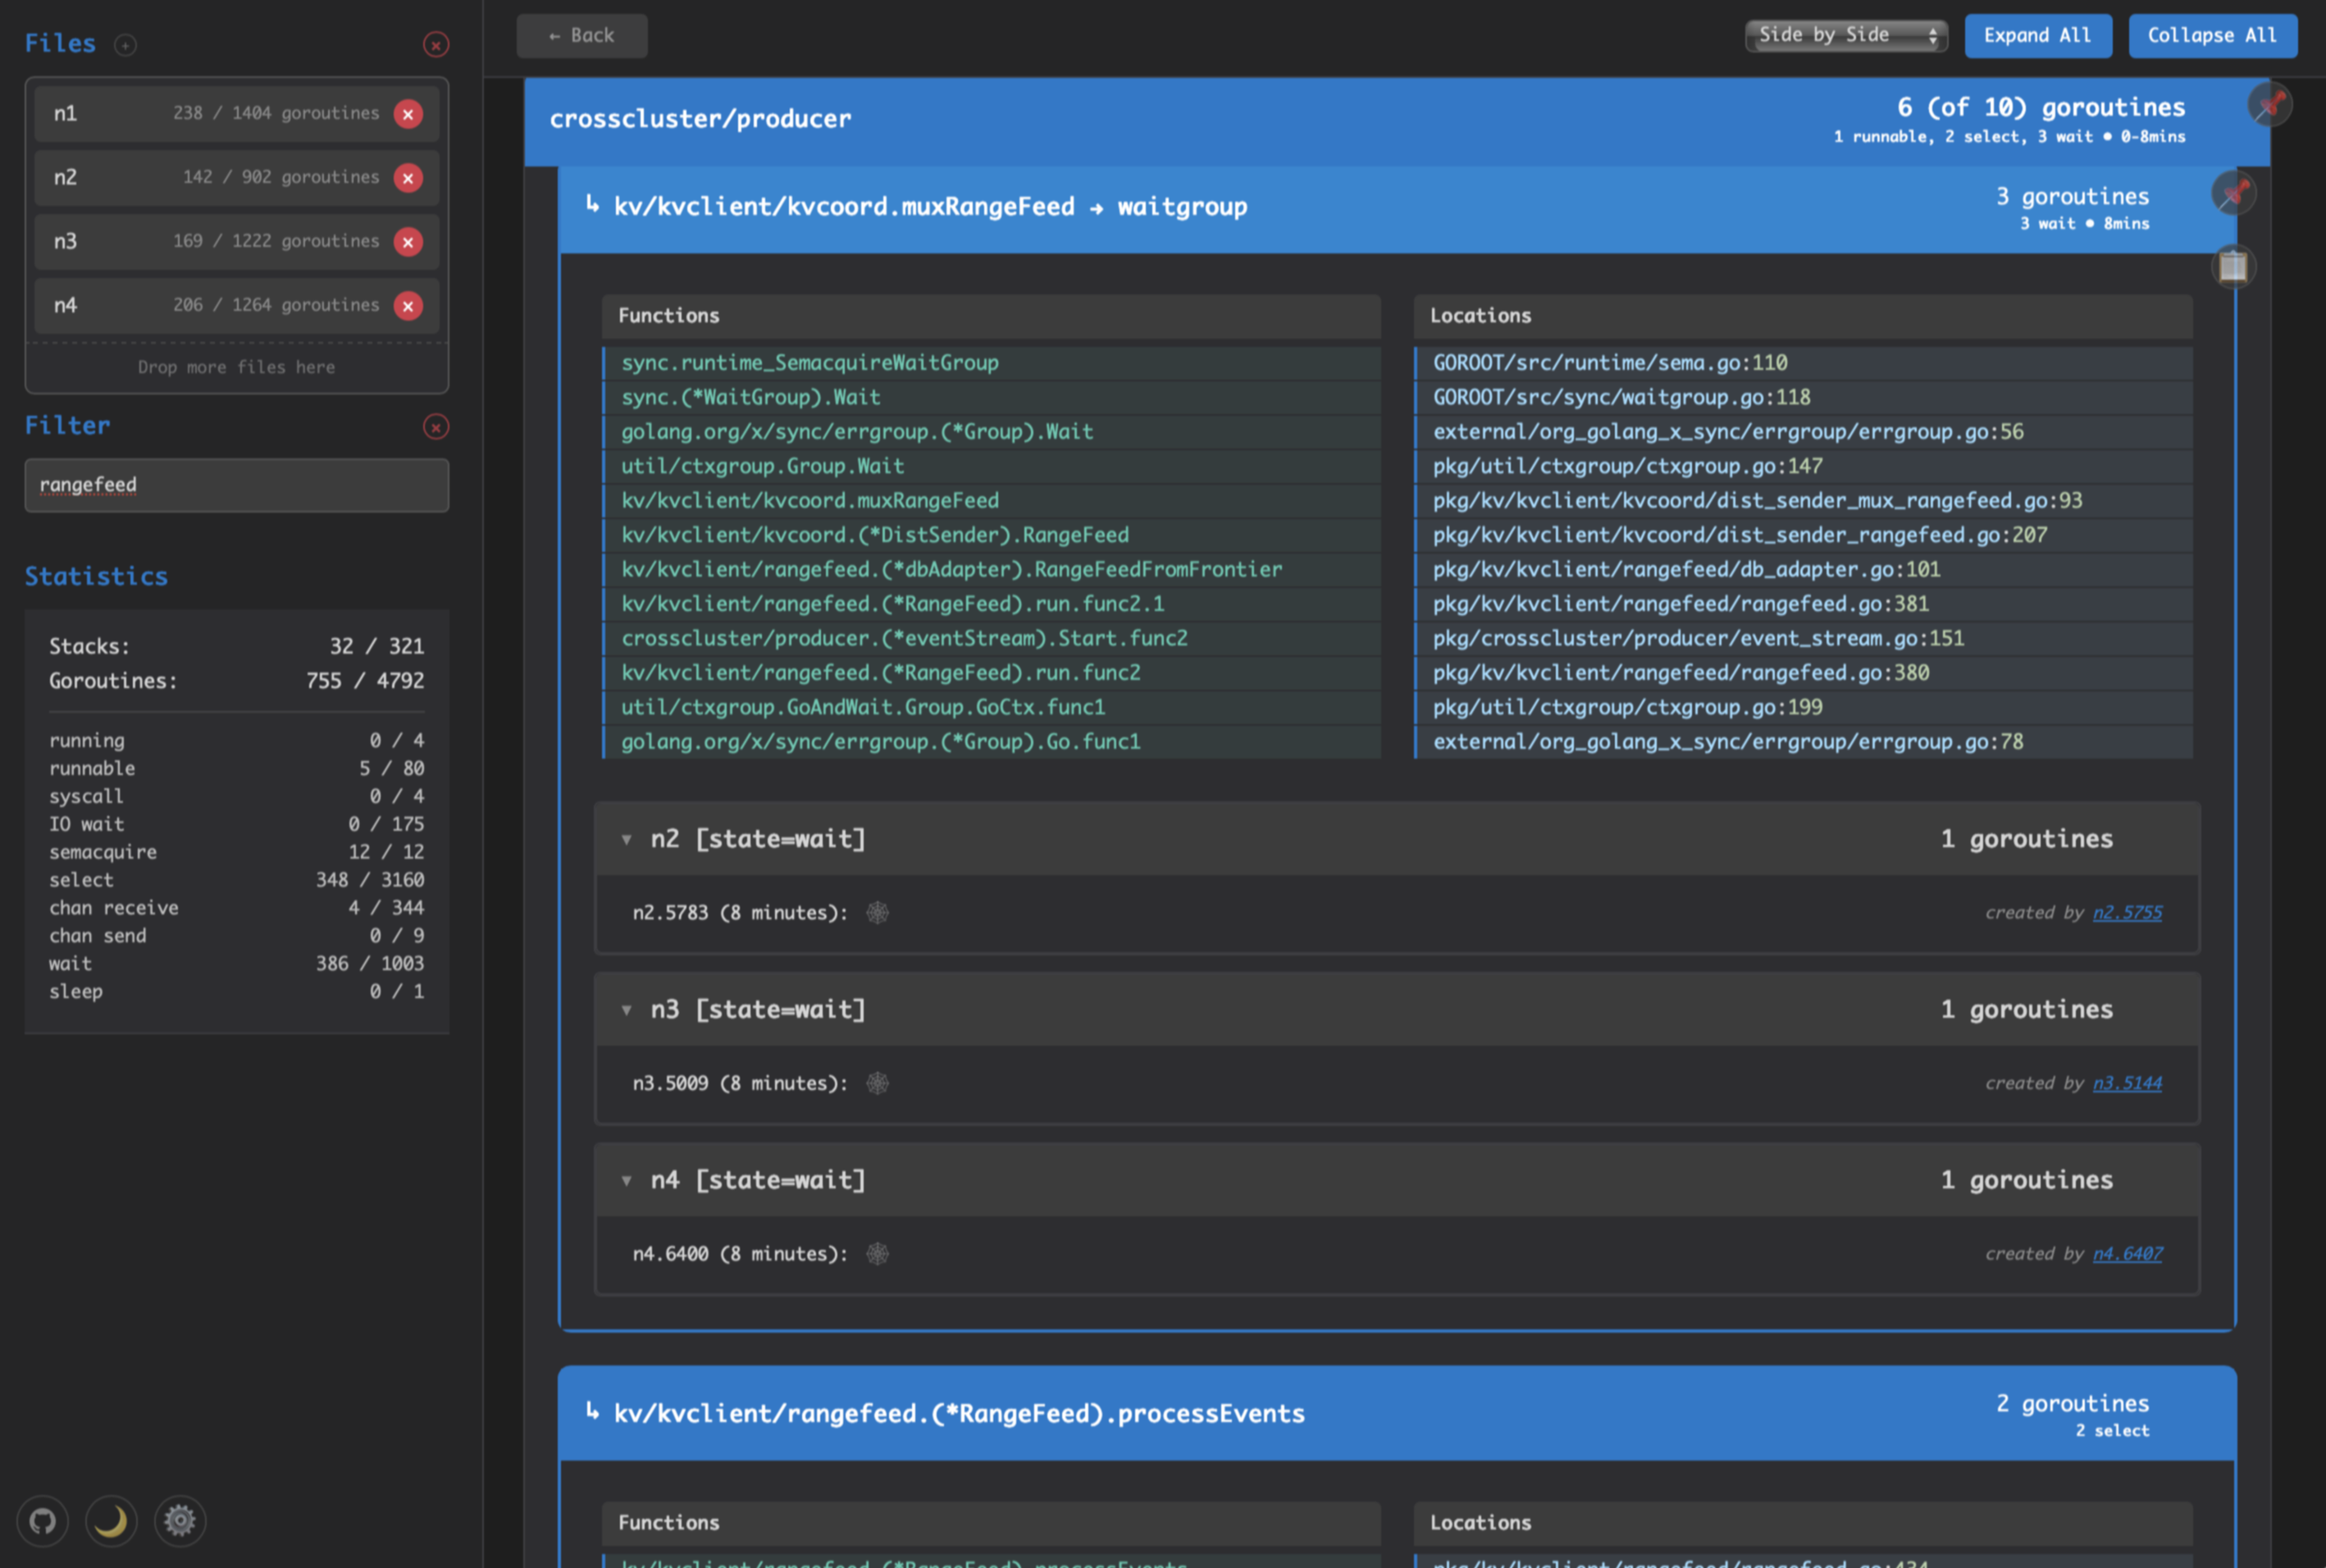 Files +
n1 238 / 1404 goroutines
n2 142 / 902 goroutines
n3 169 / 1222 goroutines
n4 206 / 1264 goroutines
Drop more files here
Filter
rangefeed
Statistics
Stacks: 32 / 321
Goroutines: 755 / 4792
running 0 / 4
runnable 5 / 80
syscall 0 / 4
IO wait 0 / 175
semacquire 12 / 12
select 348 / 3160
chan receive 4 / 344
chan send 0 / 9
wait 386 / 1003
sleep 0 / 1
← Back
Side by Side
Expand All
Collapse All
crosscluster/producer
6 (of 10) goroutines
1 runnable, 2 select, 3 wait • 0-8mins
↳ kv/kvclient/kvcoord.muxRangeFeed → waitgroup
3 goroutines
3 wait • 8mins
Functions Locations
sync.runtime_SemacquireWaitGroup GOROOT/src/runtime/sema.go:110
sync.(*WaitGroup).Wait GOROOT/src/sync/waitgroup.go:118
golang.org/x/sync/errgroup.(*Group).Wait external/org_golang_x_sync/errgroup/errgroup.go:56
util/ctxgroup.Group.Wait pkg/util/ctxgroup/ctxgroup.go:147
kv/kvclient/kvcoord.muxRangeFeed pkg/kv/kvclient/kvcoord/dist_sender_mux_rangefeed.go:93
kv/kvclient/kvcoord.(*DistSender).RangeFeed pkg/kv/kvclient/kvcoord/dist_sender_rangefeed.go:207
kv/kvclient/rangefeed.(*dbAdapter).RangeFeedFromFrontier pkg/kv/kvclient/rangefeed/db_adapter.go:101
kv/kvclient/rangefeed.(*RangeFeed).run.func2.1 pkg/kv/kvclient/rangefeed/rangefeed.go:381
crosscluster/producer.(*eventStream).Start.func2 pkg/crosscluster/producer/event_stream.go:151
kv/kvclient/rangefeed.(*RangeFeed).run.func2 pkg/kv/kvclient/rangefeed/rangefeed.go:380
util/ctxgroup.GoAndWait.Group.GoCtx.func1 pkg/util/ctxgroup/ctxgroup.go:199
golang.org/x/sync/errgroup.(*Group).Go.func1 external/org_golang_x_sync/errgroup/errgroup.go:78
▼ n2 [state=wait] 1 goroutines
n2.5783 (8 minutes): created by n2.5755
▼ n3 [state=wait] 1 goroutines
n3.5009 (8 minutes): created by n3.5144
▼ n4 [state=wait] 1 goroutines
n4.6400 (8 minutes): created by n4.6407
↳ kv/kvclient/rangefeed.(*RangeFeed).processEvents
2 goroutines
2 select
Functions Locations
kv/kvclient/rangefeed.(*RangeFeed).processEvents pkg/kv/kvclient/rangefeed/rangefeed.go:434